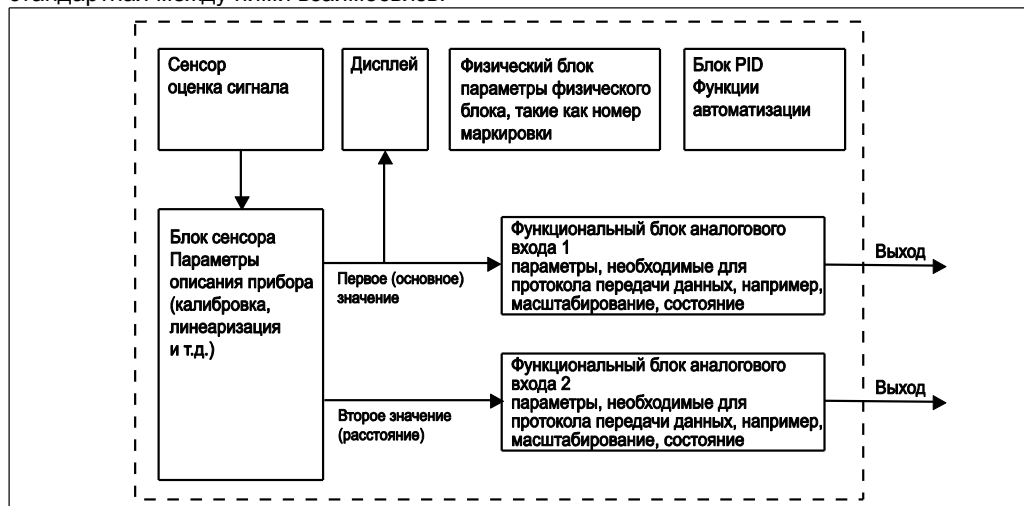 Сенсор
оценка сигнала
Дисплей
Физический блок
параметры физического
блока, такие как номер
маркировки
Блок PID
Функции
автоматизации
Блок сенсора
Параметры
описания прибора
(калибровка,
линеаризация
и т.д.)
Первое (основное)
значение
Функциональный блок аналогового
входа 1
параметры, необходимые для
протокола передачи данных, например,
масштабирование, состояние
Выход
Второе значение
(расстояние)
Функциональный блок аналогового
входа 2
параметры, необходимые для
протокола передачи данных, например,
масштабирование, состояние
Выход